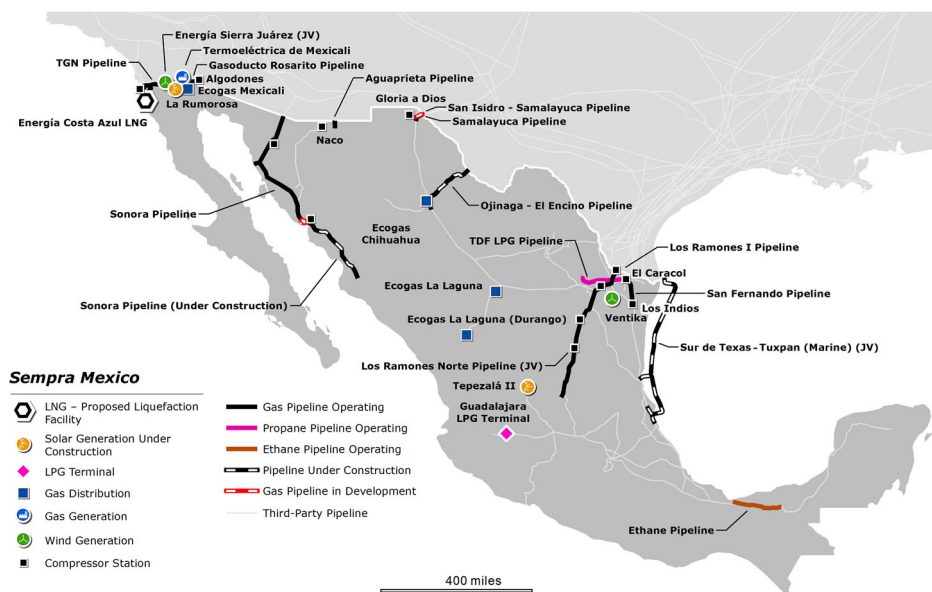 Energía Sierra Juárez (JV)
Termoeléctrica de Mexicali
TGN Pipeline
Gasoducto Rosarito Pipeline
Algodones
Ecogas Mexicali
La Rumorosa
Energía Costa Azul LNG
Aguaprieta Pipeline
Gloria a Dios
San Isidro - Samalayuca Pipeline
Samalayuca Pipeline
Naco
Sonora Pipeline
Ojinaga - El Encino Pipeline
Ecogas
Chihuahua
TDF LPG Pipeline
Los Ramones I Pipeline
El Caracol
Sonora Pipeline (Under Construction)
Ecogas La Laguna
San Fernando Pipeline
Los Indios
Ventika
Ecogas La Laguna (Durango)
Sur de Texas-Tuxpan (Marine) (JV)
Los Ramones Norte Pipeline (JV)
Tepezalá II
Guadalajara
LPG Terminal
Ethane Pipeline
Sempra Mexico
LNG – Proposed Liquefaction
Facility
Solar Generation Under
Construction
LPG Terminal
Gas Distribution
Gas Generation
Wind Generation
Compressor Station
Gas Pipeline Operating
Propane Pipeline Operating
Ethane Pipeline Operating
Pipeline Under Construction
Gas Pipeline in Development
Third-Party Pipeline
400 miles